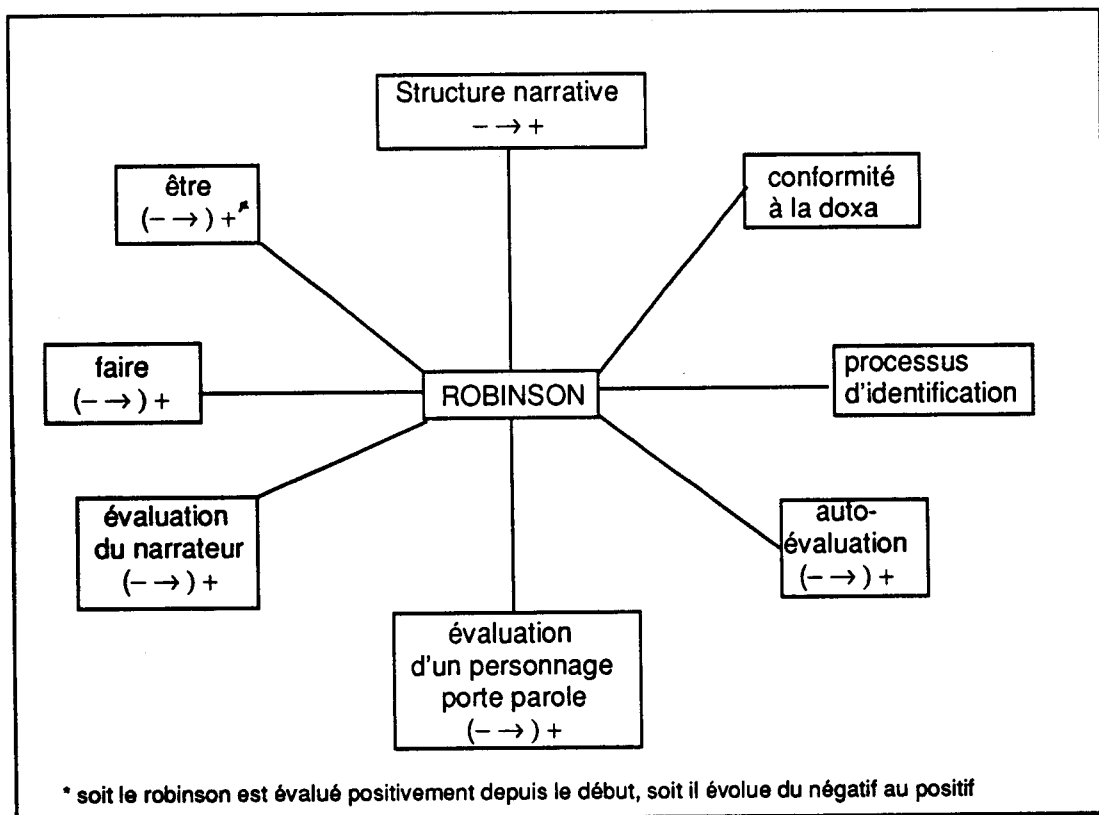 Structure narrative
– → +
être
(– →) +*
conformité
à la doxa
faire
(– →) +
ROBINSON
processus
d'identification
évaluation
du narrateur
(– →) +
auto-
évaluation
(– →) +
évaluation
d'un personnage
porte parole
(– →) +
* soit le robinson est évalué positivement depuis le début, soit il évolue du négatif au positif